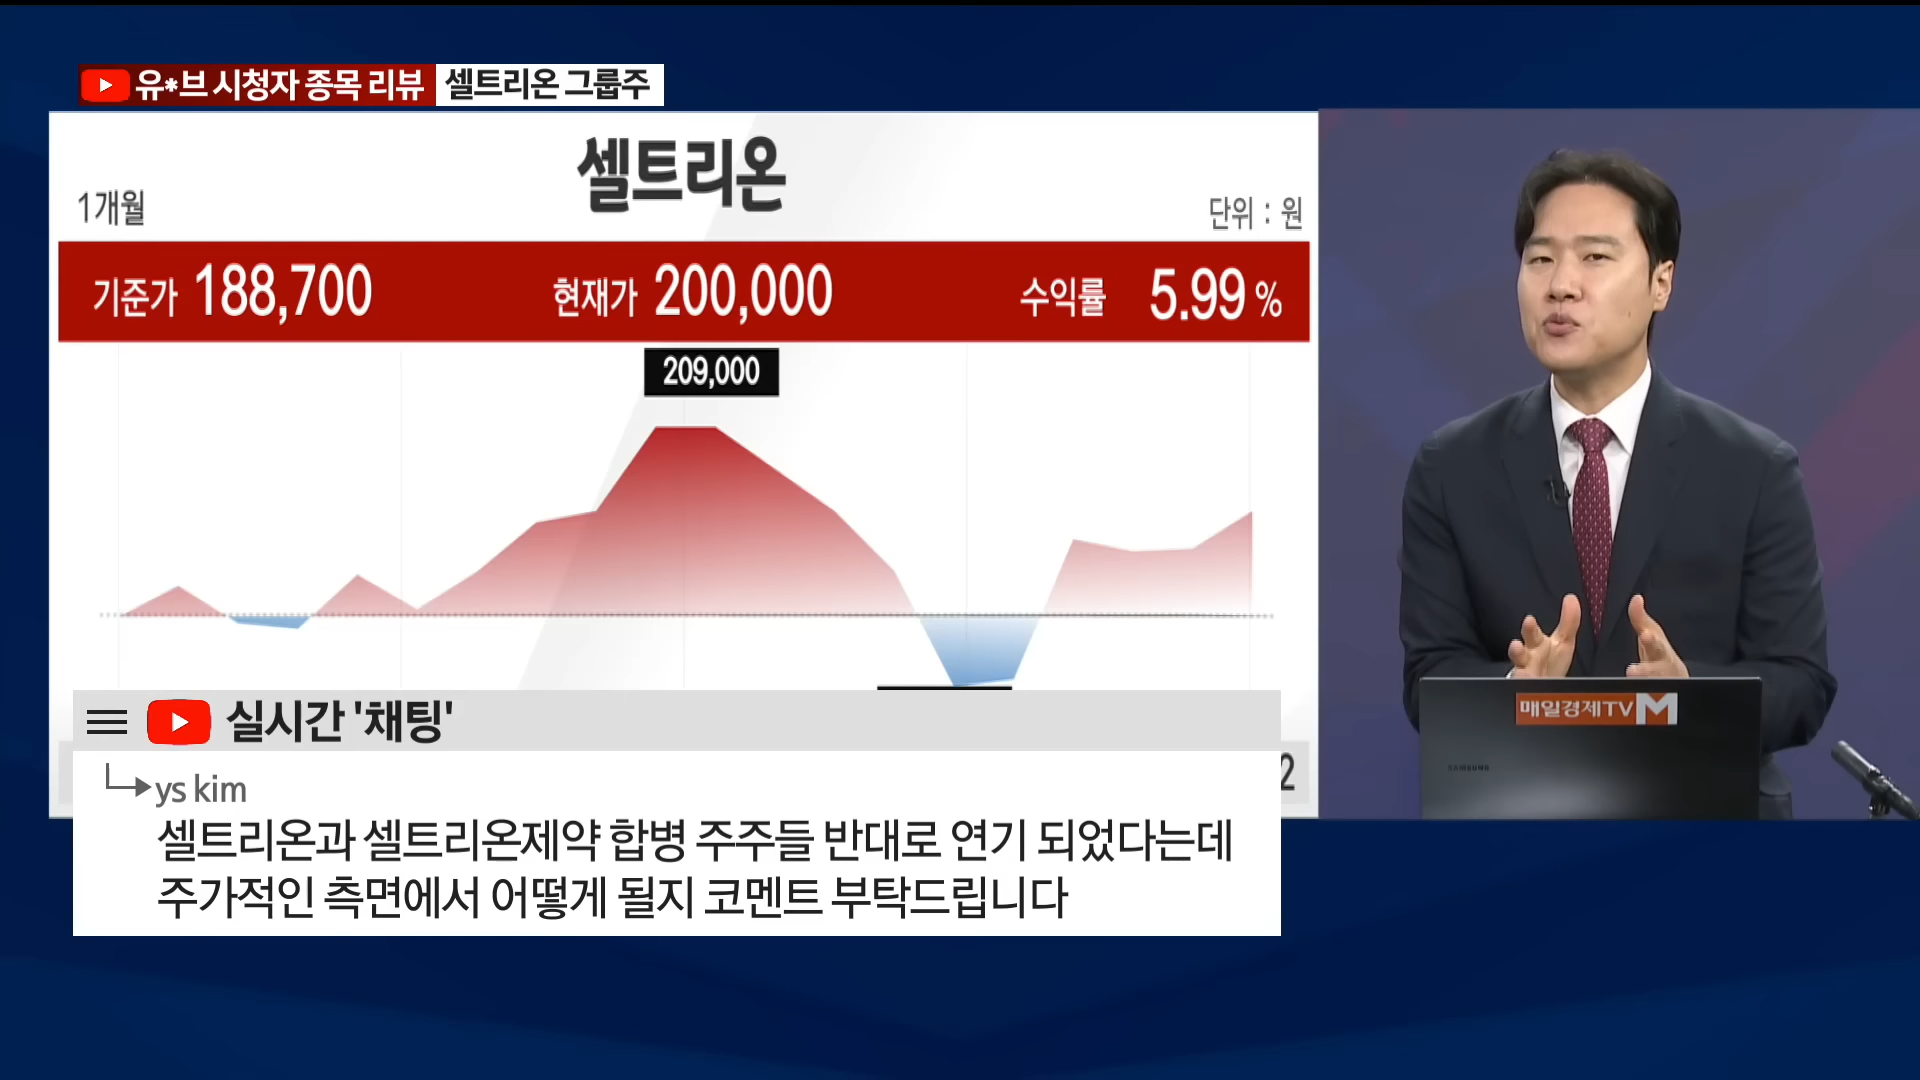 유*브 시청자 종목 리뷰 셀트리온 그룹주
셀트리온
1개월
단위 : 원
기준가 188,700 현재가 200,000 수익률 5.99 %
209,000
실시간 '채팅'
2
ys kim
셀트리온과 셀트리온제약 합병 주주들 반대로 연기 되었다는데
주가적인 측면에서 어떻게 될지 코멘트 부탁드립니다
매일경제TV M
SAMSUNG